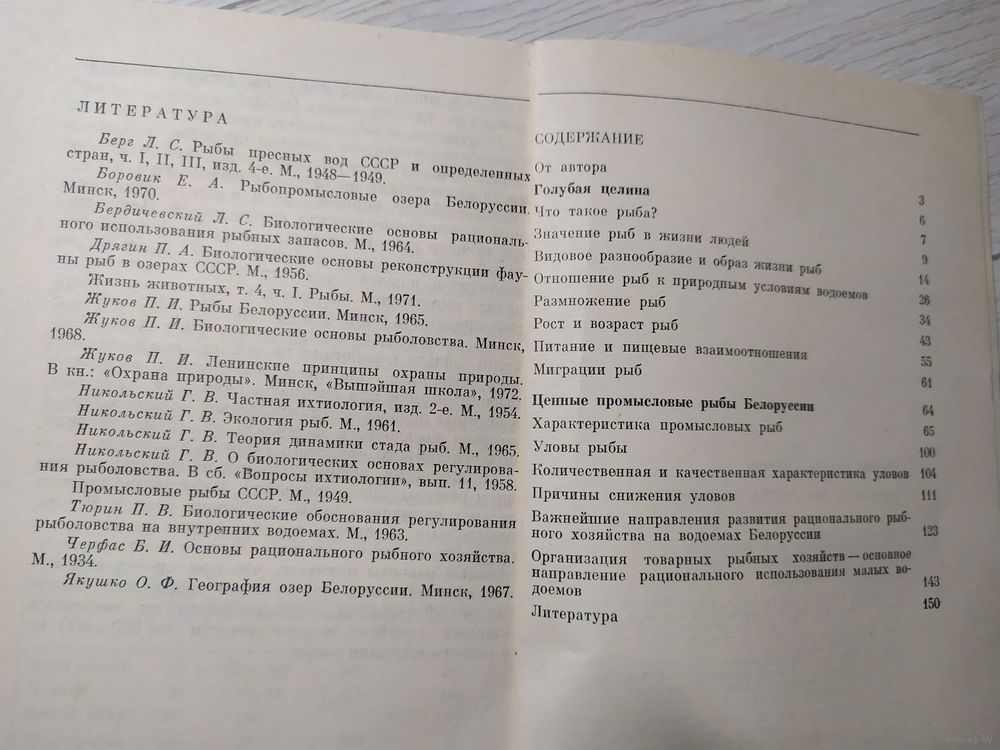 ЛИТЕРАТУРА
Берг Л. С. Рыбы пресных вод СССР и определенных
стран, ч. I, II, III, изд. 4-е. М., 1948—1949.
Боровик Е. А. Рыбопромысловые озера Белоруссии.
Минск, 1970.
Бердичевский Л. С. Биологические основы рациональ-
ного использования рыбных запасов. М., 1964.
Дрягин П. А. Биологические основы реконструкции фау-
ны рыб в озерах СССР. М., 1956.
Жизнь животных, т. 4, ч. I. Рыбы. М., 1971.
Жуков П. И. Рыбы Белоруссии. Минск, 1965.
Жуков П. И. Биологические основы рыболовства. Минск,
1968.
Жуков П. И. Ленинские принципы охраны природы.
В кн.: «Охрана природы». Минск, «Вышэйшая школа», 1972.
Никольский Г. В. Частная ихтиология, изд. 2-е. М., 1954.
Никольский Г. В. Экология рыб. М., 1961.
Никольский Г. В. Теория динамики стада рыб. М., 1965.
Никольский Г. В. О биологических основах регулирова-
ния рыболовства. В сб. «Вопросы ихтиологии», вып. 11, 1958.
Промысловые рыбы СССР. М., 1949.
Тюрин П. В. Биологические обоснования регулирования
рыболовства на внутренних водоемах. М., 1963.
Черфас Б. И. Основы рационального рыбного хозяйства.
М., 1934.
Якушко О. Ф. География озер Белоруссии. Минск, 1967.
СОДЕРЖАНИЕ
От автора 3
Голубая целина 6
Что такое рыба? 7
Значение рыб в жизни людей 9
Видовое разнообразие и образ жизни рыб 14
Отношение рыб к природным условиям водоемов 26
Размножение рыб 34
Рост и возраст рыб 43
Питание и пищевые взаимоотношения 55
Миграции рыб 61
Ценные промысловые рыбы Белоруссии 64
Характеристика промысловых рыб 65
Уловы рыбы 100
Количественная и качественная характеристика уловов 104
Причины снижения уловов 111
Важнейшие направления развития рационального рыб-
ного хозяйства на водоемах Белоруссии 123
Организация товарных рыбных хозяйств — основное
направление рационального использования малых во-
доемов 143
Литература 150
www.ay.by